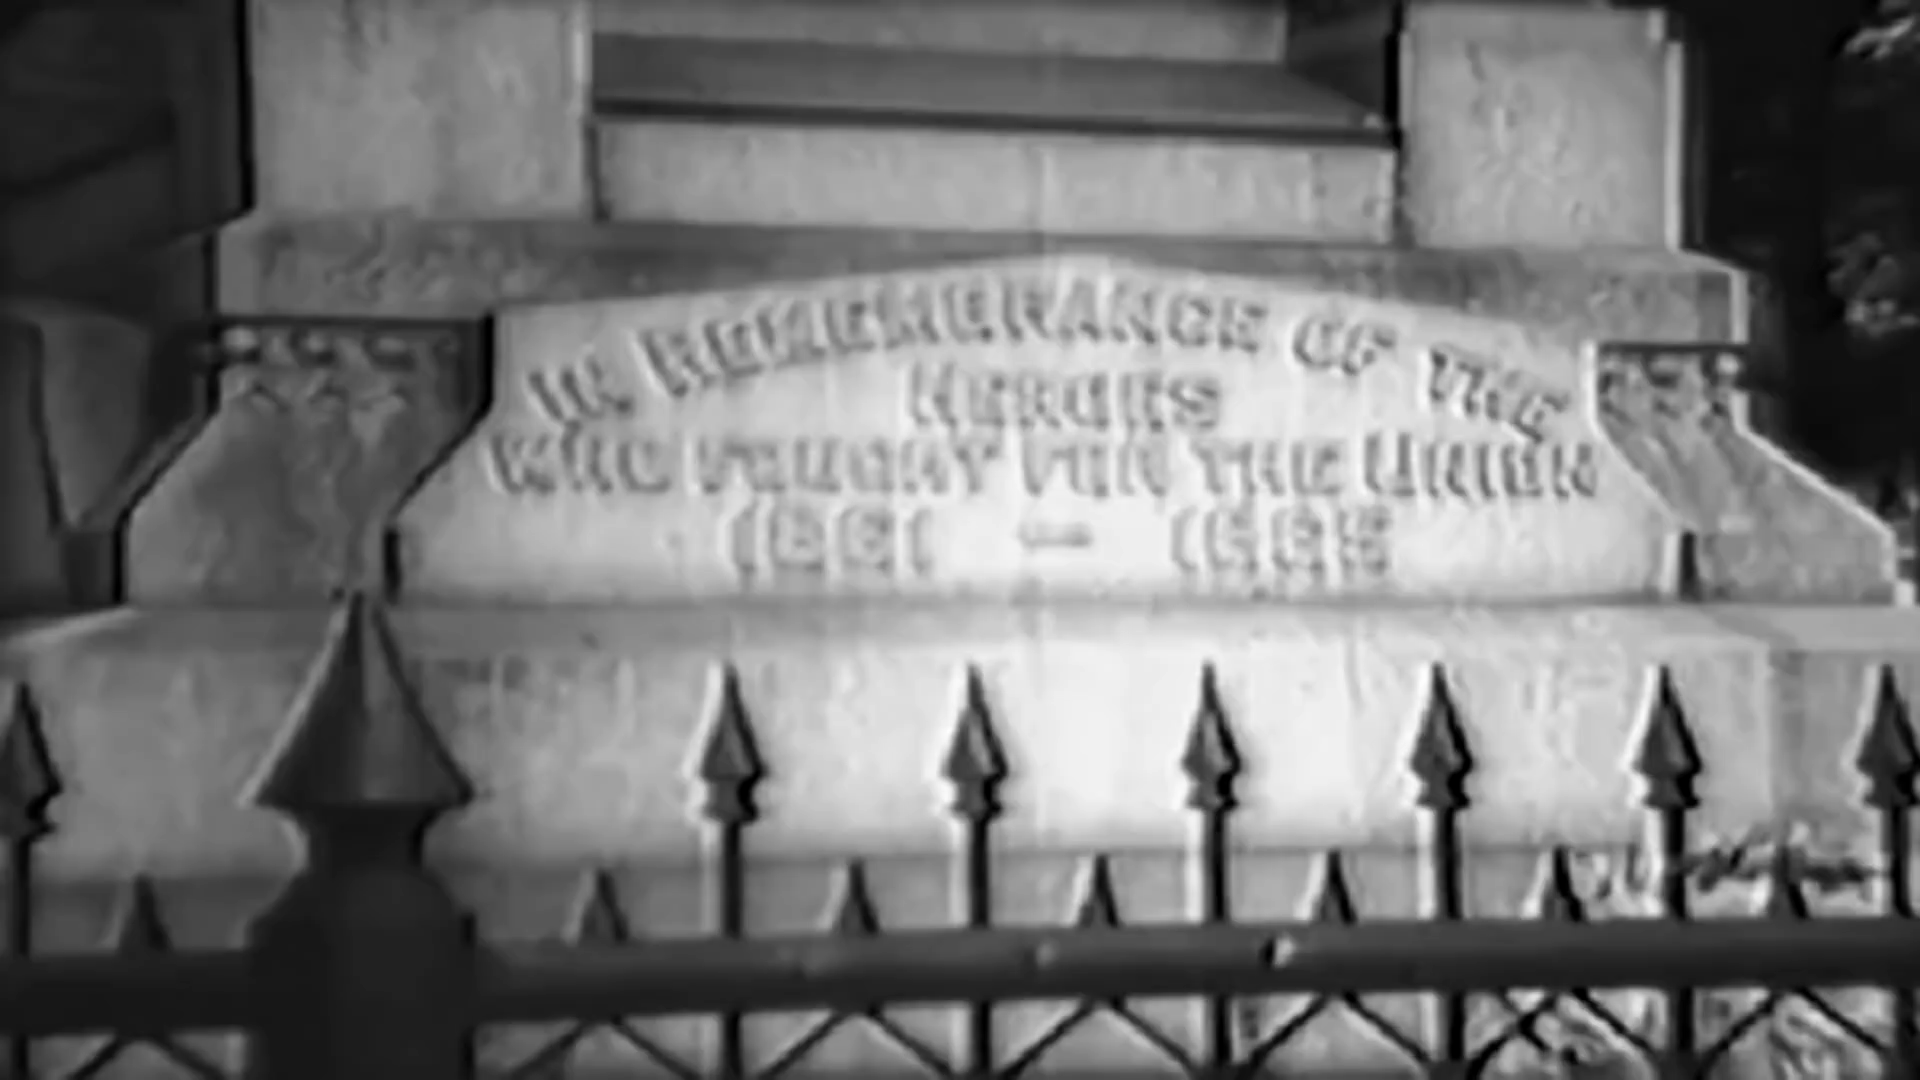 IN REMEMBRANCE OF THE
HEROES
WHO FOUGHT FOR THE UNION
1861 — 1865